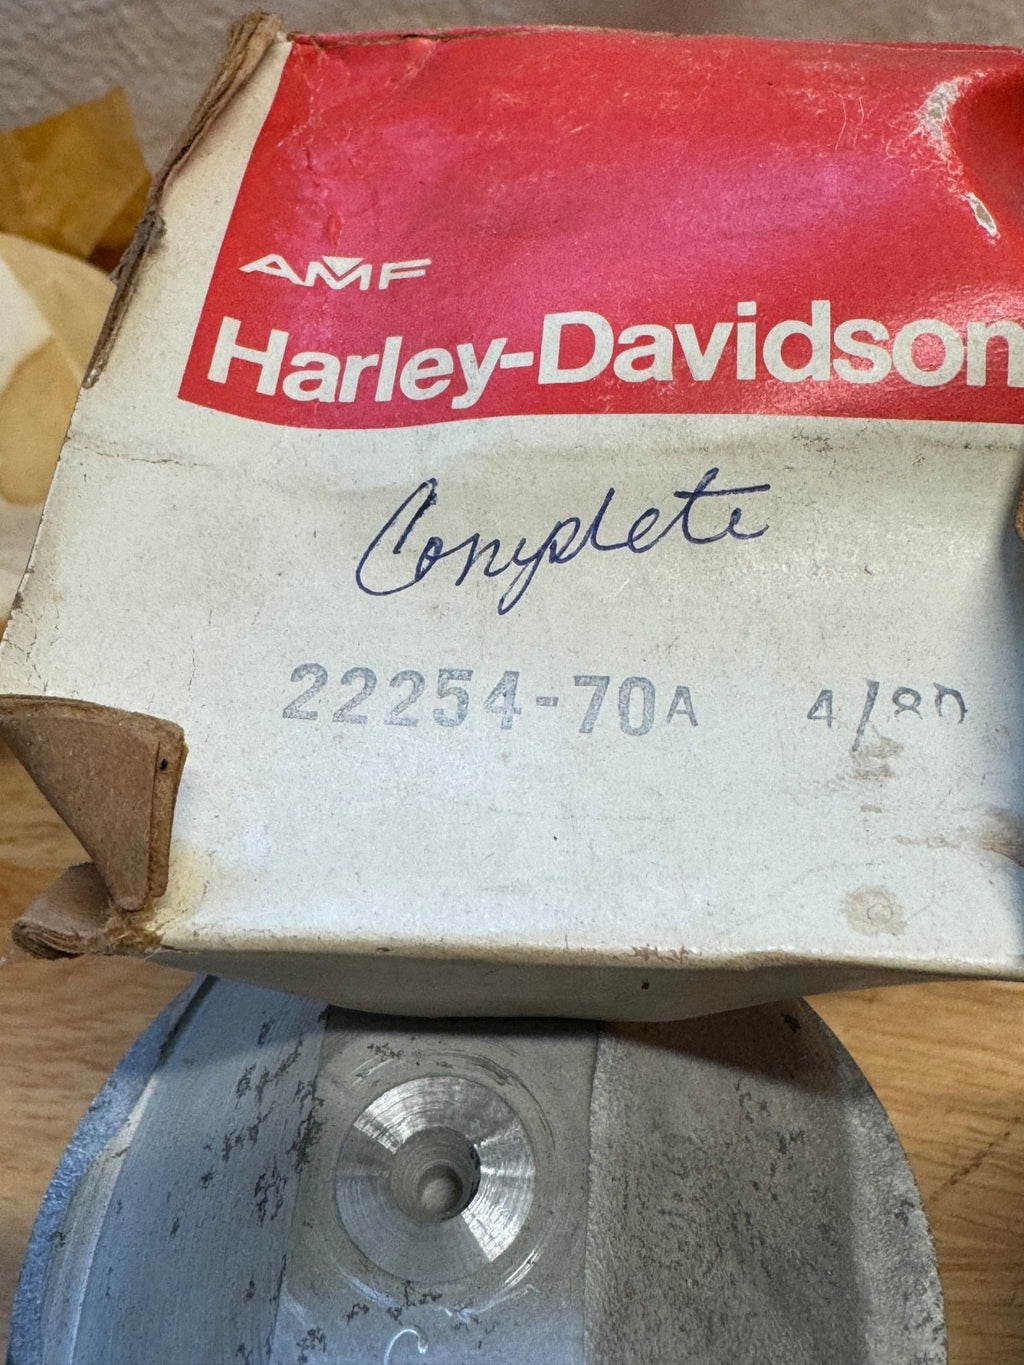 AMF
Harley-Davidson
Complete
22254-70A 4/80